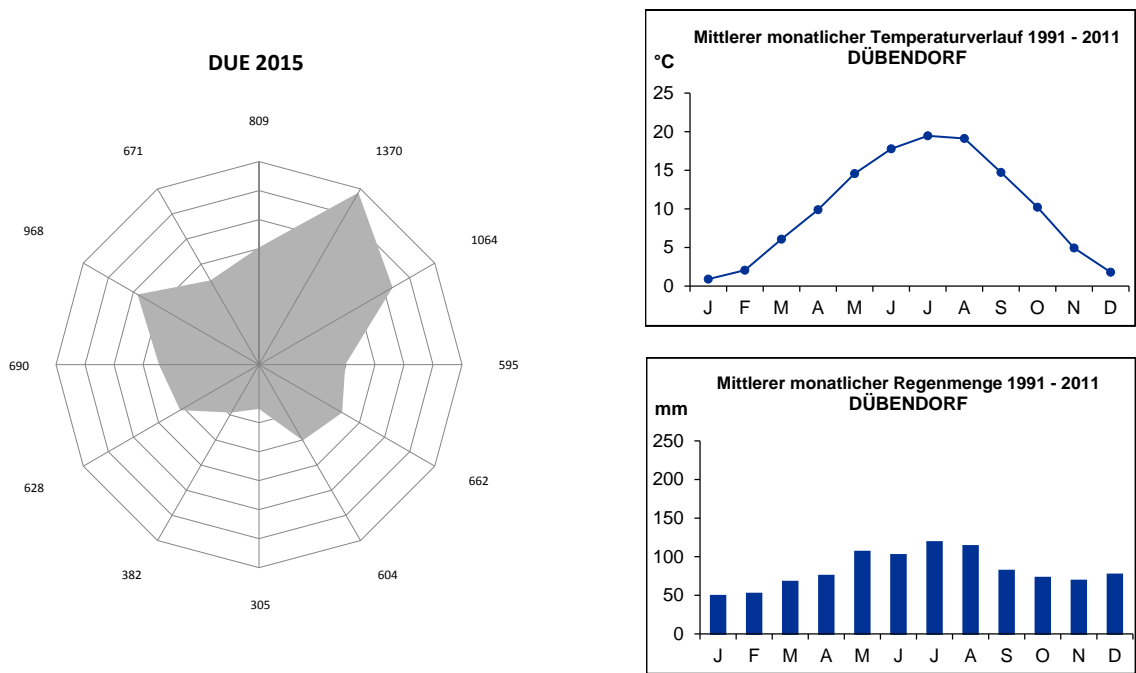 DUE 2015
809
1370
1064
595
662
604
305
382
628
690
968
671
Mittlerer monatlicher Temperaturverlauf 1991 - 2011
DÜBENDORF
°C
25
20
15
10
5
0
J F M A M J J A S O N D
Mittlerer monatlicher Regenmenge 1991 - 2011
DÜBENDORF
mm
250
200
150
100
50
0
J F M A M J J A S O N D